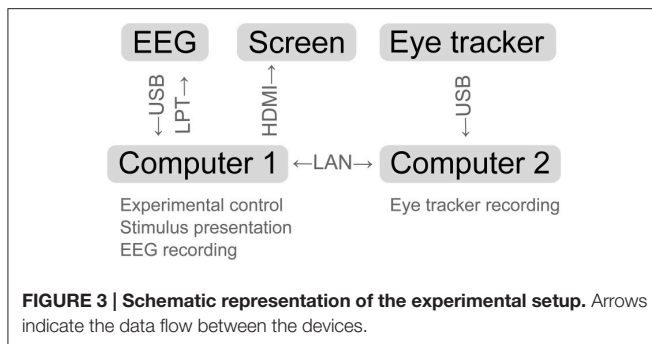 EEG Screen Eye tracker
←USB LPT→ HDMI→ ←USB
Computer 1 ←LAN→ Computer 2
Experimental control Eye tracker recording
Stimulus presentation
EEG recording
FIGURE 3 | Schematic representation of the experimental setup. Arrows
indicate the data flow between the devices.